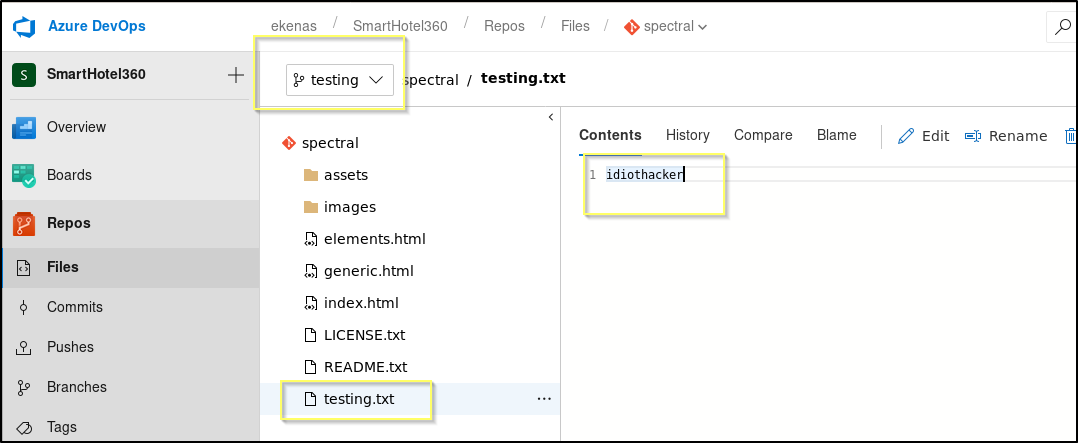 Azure DevOps
ekenas / SmartHotel360 / Repos / Files / spectral
S SmartHotel360
testing
spectral / testing.txt
Overview
Boards
Repos
Files
Commits
Pushes
Branches
Tags
spectral
assets
images
elements.html
generic.html
index.html
LICENSE.txt
README.txt
testing.txt
Contents History Compare Blame Edit Rename
1 idiothacker